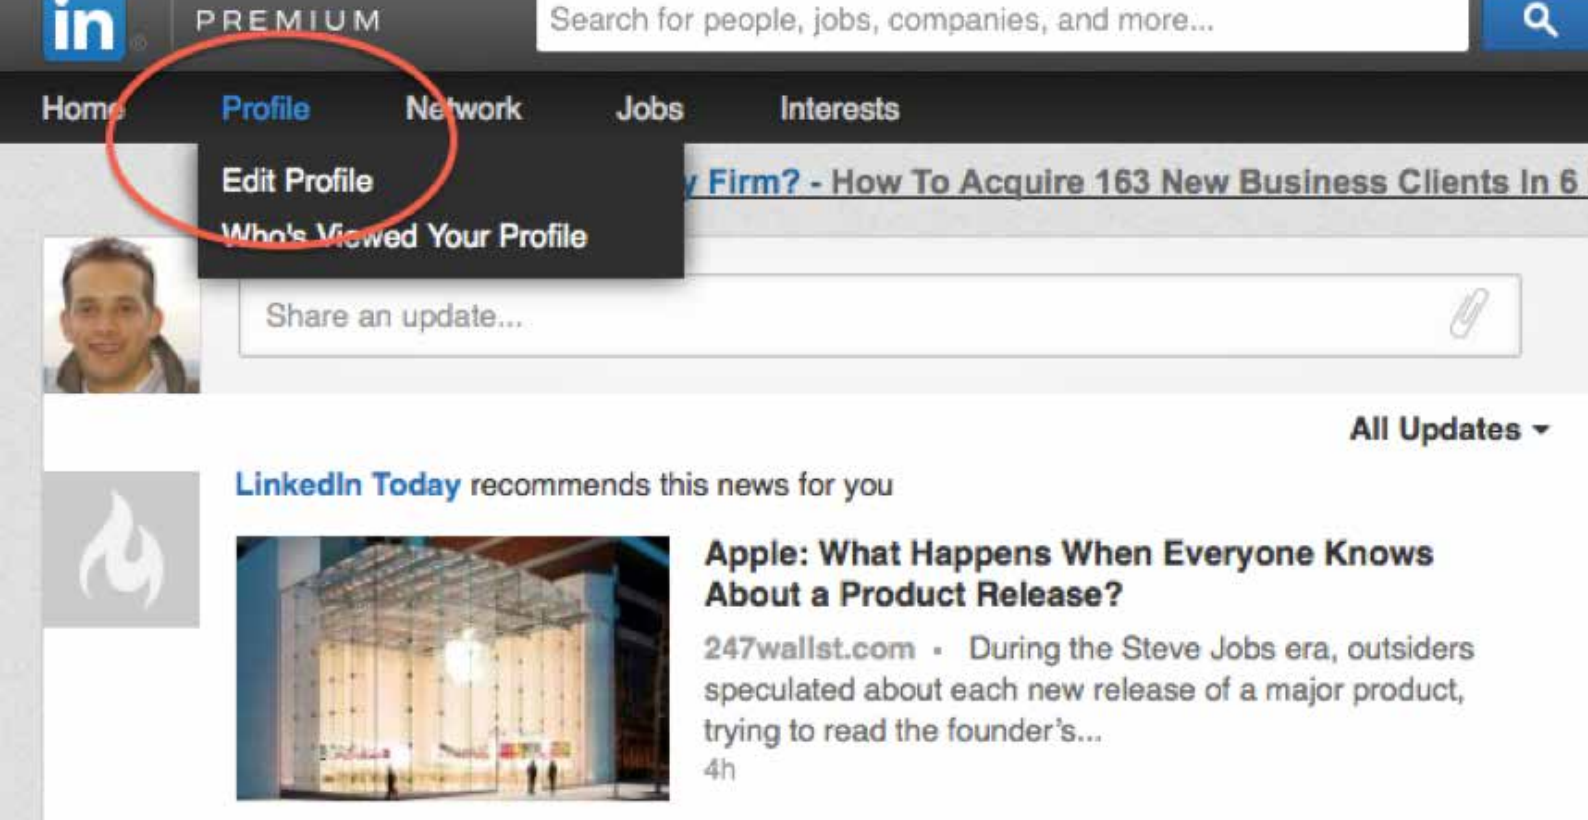 in ® PREMIUM Search for people, jobs, companies, and more...
Home Profile Network Jobs Interests
Edit Profile
Who's Viewed Your Profile
Firm? - How To Acquire 163 New Business Clients In 6
Share an update...
All Updates
LinkedIn Today recommends this news for you
Apple: What Happens When Everyone Knows
About a Product Release?
247wallst.com • During the Steve Jobs era, outsiders
speculated about each new release of a major product,
trying to read the founder's...
4h